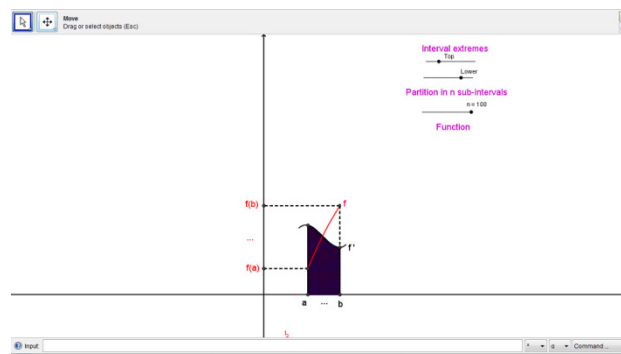 Move
Drag or select objects (Esc)
Interval extremes
Top
Lower
Partition in n sub-intervals
n = 100
Function
f(b)
f
...
f'
f(a)
a ... b
Input:
α
Command...